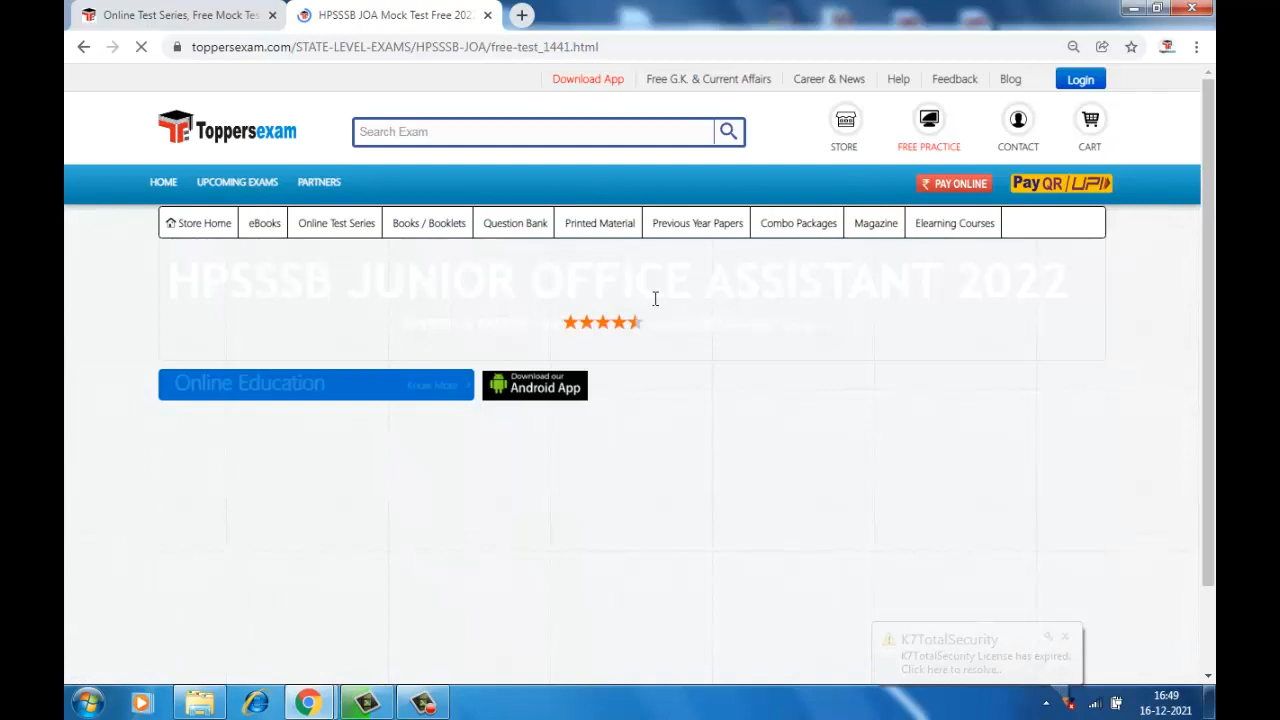 Online Test Series, Free Mock Tes
HPSSSB JOA Mock Test Free 202
toppersexam.com/STATE-LEVEL-EXAMS/HPSSSB-JOA/free-test_1441.html
Download App
Free G.K. & Current Affairs
Career & News
Help
Feedback
Blog
Login
Toppersexam
Search Exam
STORE
FREE PRACTICE
CONTACT
CART
HOME
UPCOMING EXAMS
PARTNERS
₹ PAY ONLINE
Pay QR / UPI
Store Home
eBooks
Online Test Series
Books / Booklets
Question Bank
Printed Material
Previous Year Papers
Combo Packages
Magazine
Elearning Courses
HPSSSB JUNIOR OFFICE ASSISTANT 2022
Online Education
Know More
Download our
Android App
K7TotalSecurity
K7TotalSecurity License has expired.
Click here to resolve..
16:49
16-12-2021